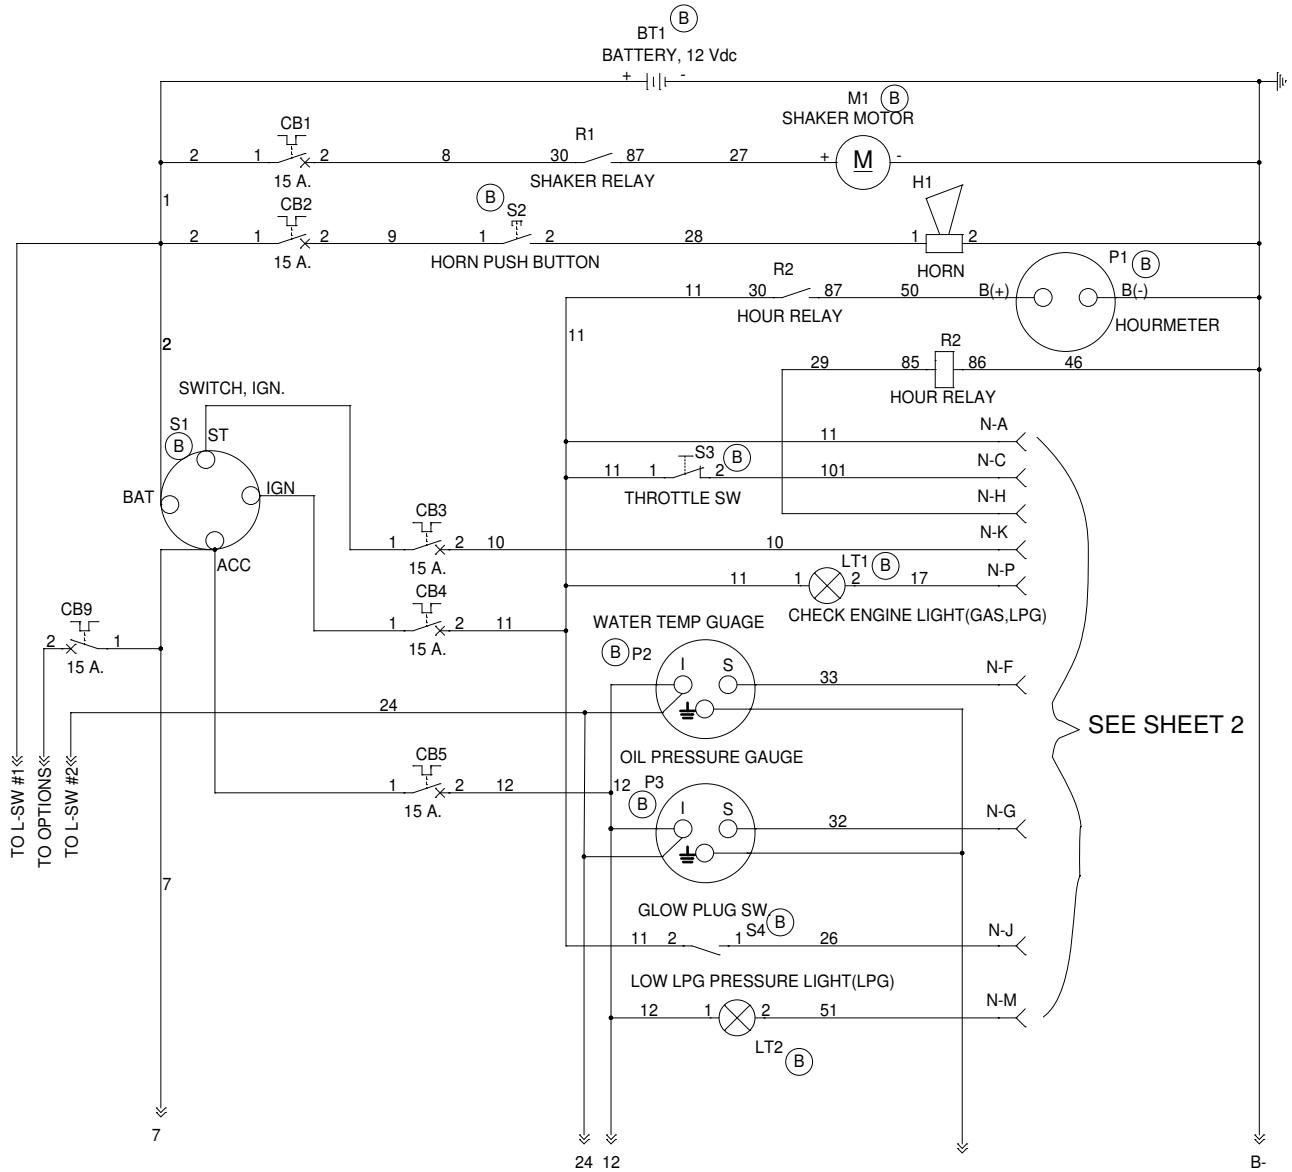 BT1 B
BATTERY, 12 Vdc
+ -
M1 B
SHAKER MOTOR
CB1
R1
2 1 2 8 30 87 27 + M -
15 A.
SHAKER RELAY
1
CB2
B
S2
H1
2 1 2 9 1 2 28 1 2
15 A.
HORN PUSH BUTTON
HORN
R2
P1 B
11 30 87 50 B(+) B(-)
HOUR RELAY
HOURMETER
11
2
R2
29 85 86 46
HOUR RELAY
SWITCH, IGN.
S1
B
ST
BAT
IGN
ACC
11 N-A
S3 B
11 1 2 101 N-C
THROTTLE SW
N-H
CB3
1 2 10 10 N-K
15 A.
LT1 B
11 1 2 17 N-P
CHECK ENGINE LIGHT(GAS,LPG)
CB4
1 2 11
15 A.
CB9
2 1
15 A.
WATER TEMP GUAGE
B P2
I S
33 N-F
24
SEE SHEET 2
OIL PRESSURE GAUGE
CB5
1 2 12 12
15 A.
P3
B
I S
32 N-G
TO L-SW #1
TO OPTIONS
TO L-SW #2
7
GLOW PLUG SW.
B
S4
11 2 1 26 N-J
LOW LPG PRESSURE LIGHT(LPG)
12 1 2 51 N-M
LT2 B
7
24 12
B-